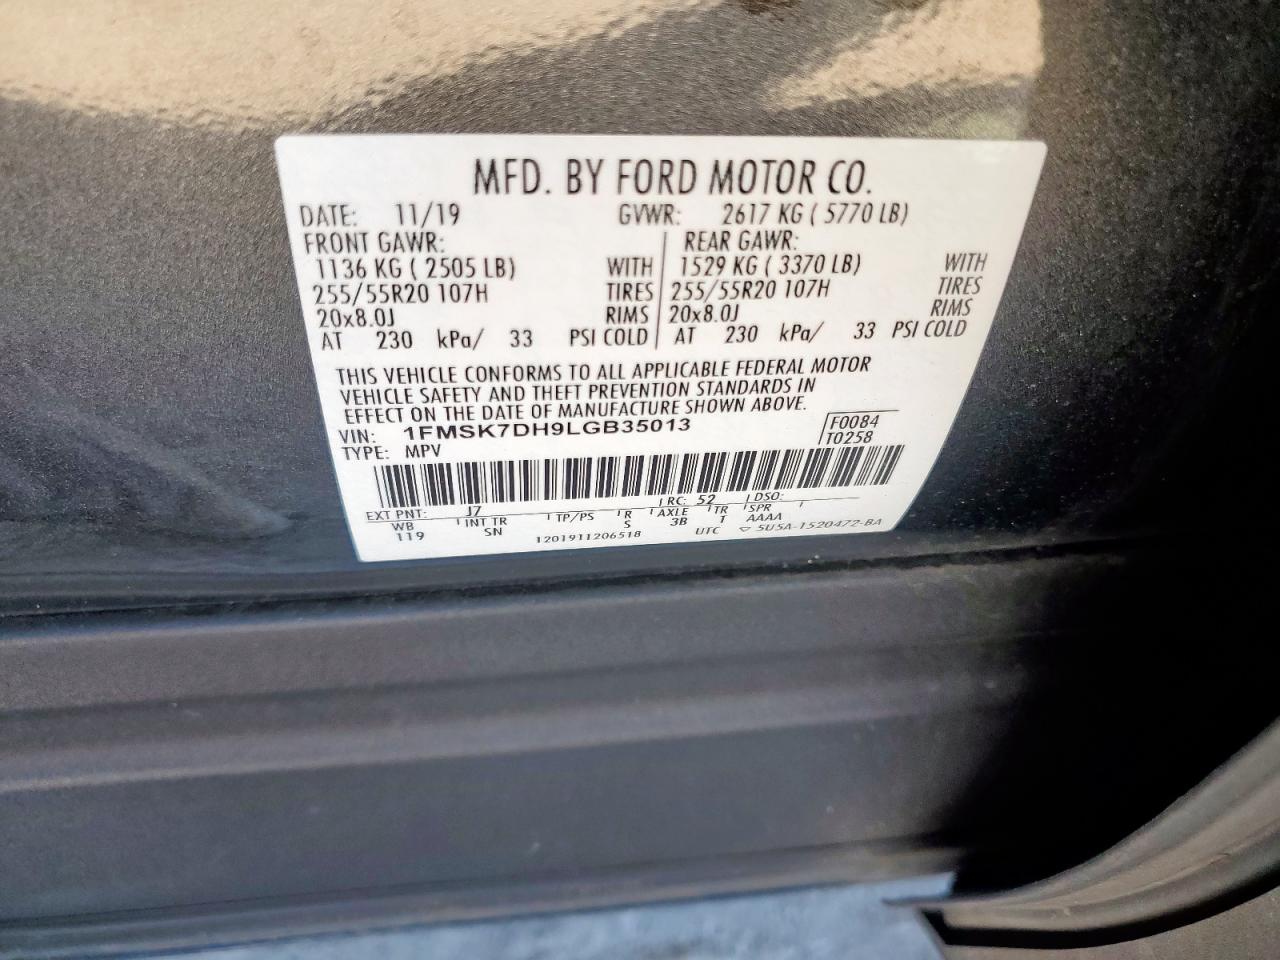 MFD. BY FORD MOTOR CO.
DATE: 11/19 GVWR: 2617 KG ( 5770 LB)
FRONT GAWR: REAR GAWR:
1136 KG ( 2505 LB) WITH 1529 KG ( 3370 LB) WITH
255/55R20 107H TIRES 255/55R20 107H TIRES
20x8.0J RIMS 20x8.0J RIMS
AT 230 kPa/ 33 PSI COLD AT 230 kPa/ 33 PSI COLD
THIS VEHICLE CONFORMS TO ALL APPLICABLE FEDERAL MOTOR
VEHICLE SAFETY AND THEFT PREVENTION STANDARDS IN
EFFECT ON THE DATE OF MANUFACTURE SHOWN ABOVE.
VIN: 1FMSK7DH9LGB35013 F0084
TYPE: MPV T0258
EXT PNT: J7 RC: 52 DSO:
WB INT TR TP/PS R AXLE TR SPR
119 SN S 3B T AAAA
1201911206518 UTC 5U5A-1520472-BA